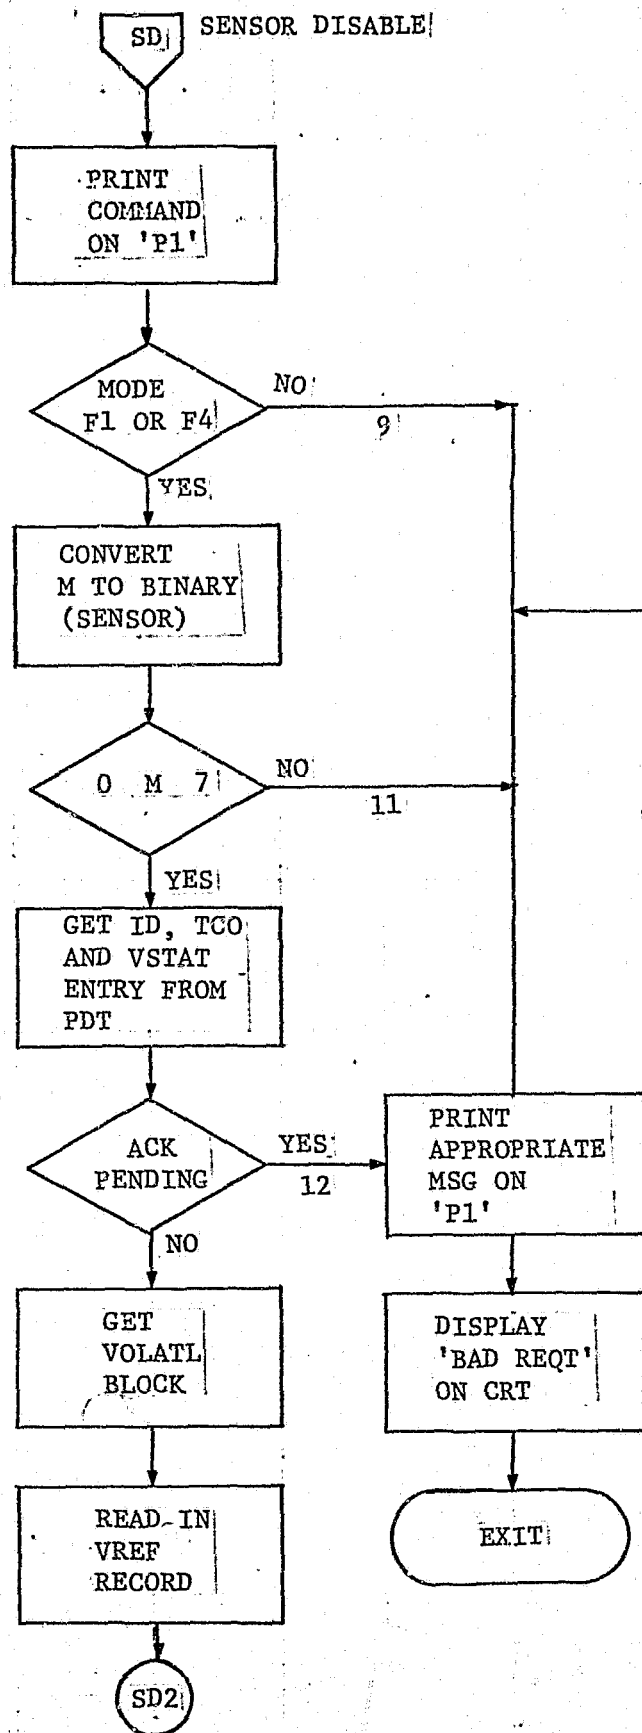 SD
SENSOR DISABLE
PRINT
COMMAND
ON 'P1'
MODE
F1 OR F4
NO
9
YES
CONVERT
M TO BINARY
(SENSOR)
0 M 7
NO
11
YES
GET ID, TCO
AND VSTAT
ENTRY FROM
PDT
ACK
PENDING
YES
12
NO
PRINT
APPROPRIATE
MSG ON
'P1'
GET
VOLATL
BLOCK
DISPLAY
'BAD REQT'
ON CRT
READ-IN
VREF
RECORD
EXIT
SD2